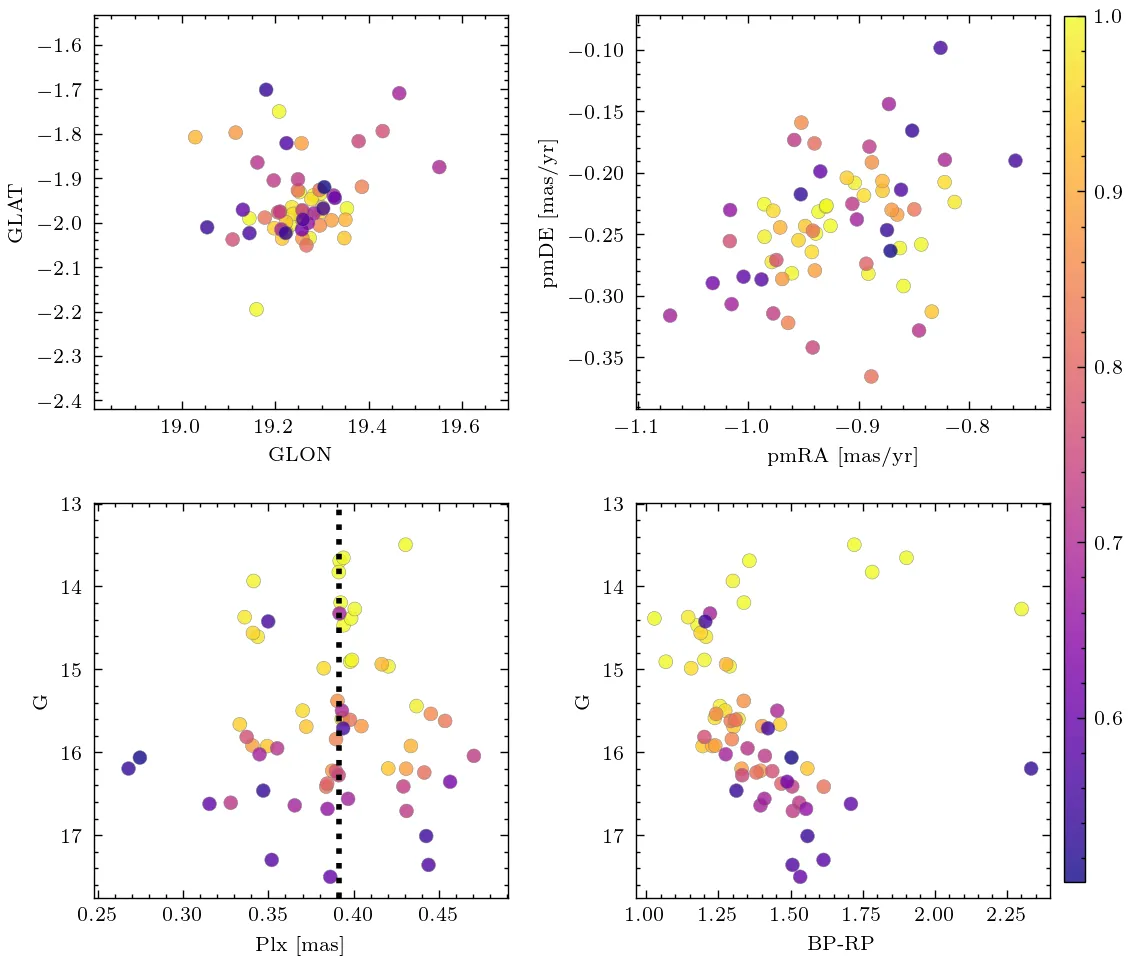 −1.6
−1.7
−1.8
−1.9
−2.0
−2.1
−2.2
−2.3
−2.4
GLAT
19.0 19.2 19.4 19.6
GLON
−0.10
−0.15
−0.20
−0.25
−0.30
−0.35
pmDE [mas/yr]
−1.1 −1.0 −0.9 −0.8
pmRA [mas/yr]
1.0
0.9
0.8
0.7
0.6
13
14
15
16
17
G
0.25 0.30 0.35 0.40 0.45
Plx [mas]
13
14
15
16
17
G
1.00 1.25 1.50 1.75 2.00 2.25
BP-RP